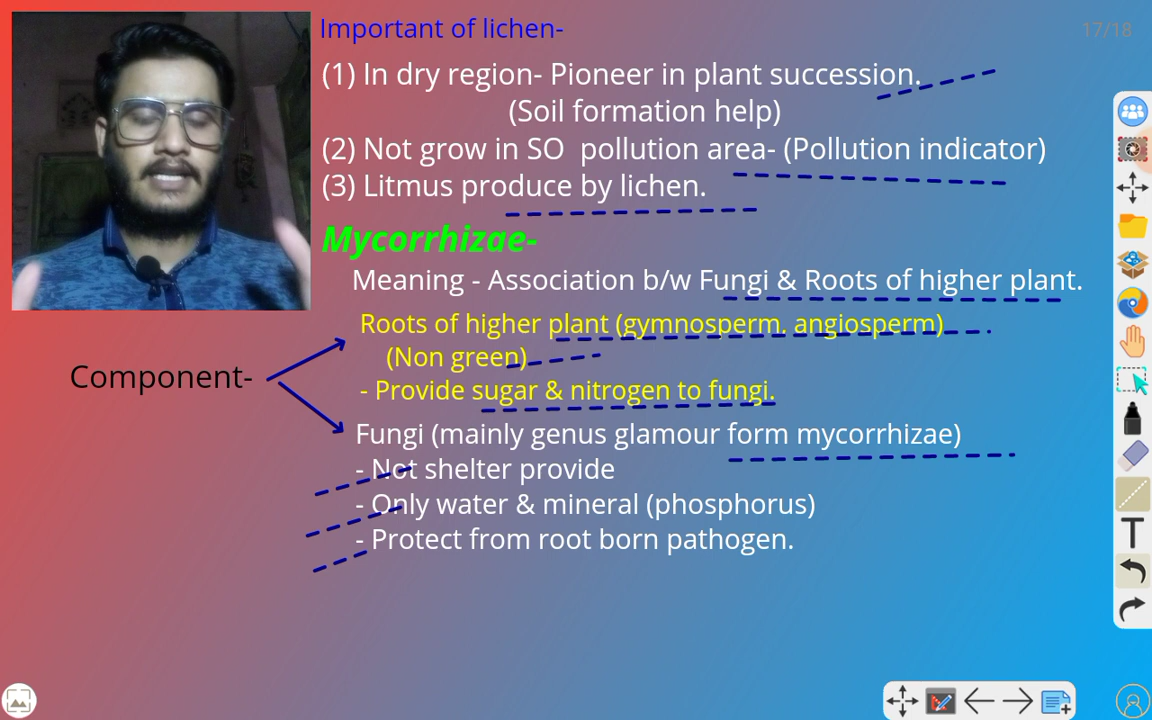 Important of lichen-
17/18
(1) In dry region- Pioneer in plant succession.
(Soil formation help)
(2) Not grow in SO pollution area- (Pollution indicator)
(3) Litmus produce by lichen.
Mycorrhizae-
Meaning - Association b/w Fungi & Roots of higher plant.
Roots of higher plant (gymnosperm, angiosperm)
(Non green)
Component-
- Provide sugar & nitrogen to fungi.
Fungi (mainly genus glamour form mycorrhizae)
- Not shelter provide
- Only water & mineral (phosphorus)
- Protect from root born pathogen.
T